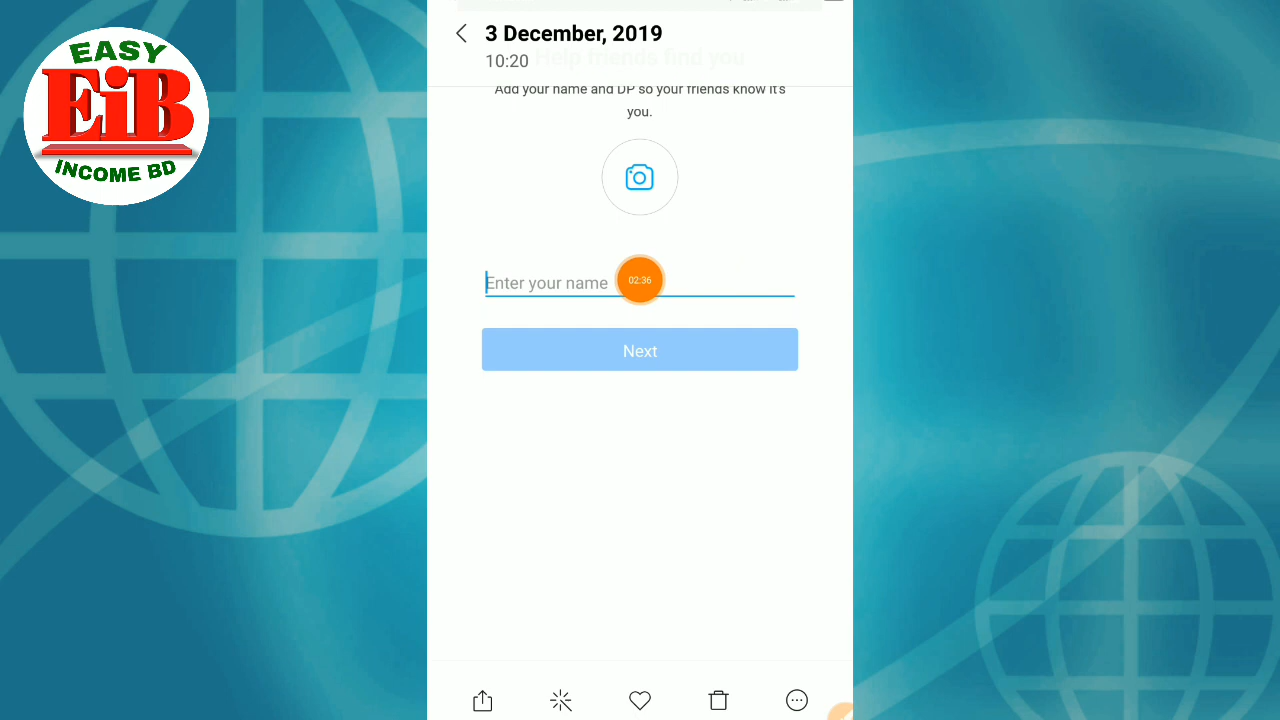 EASY
EiB
INCOME BD
3 December, 2019
10:20
Help friends find you
Add your name and DP so your friends know it's
you.
Enter your name
02:36
Next